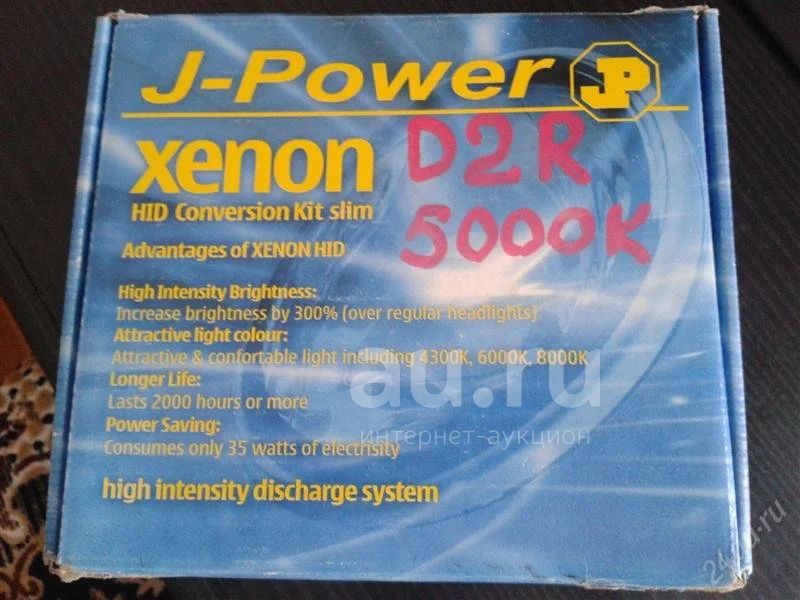 J-Power JP
xenon D2R
HID Conversion Kit slim 5000K
Advantages of XENON HID
High Intensity Brightness:
Increase brightness by 300% (over regular headlights)
Attractive light colour:
Attractive & confortable light including 4300K, 6000K, 8000K
Longer Life:
Lasts 2000 hours or more
Power Saving:
Consumes only 35 watts of electrisity
high intensity discharge system
au.ru
интернет-аукцион
24au.ru